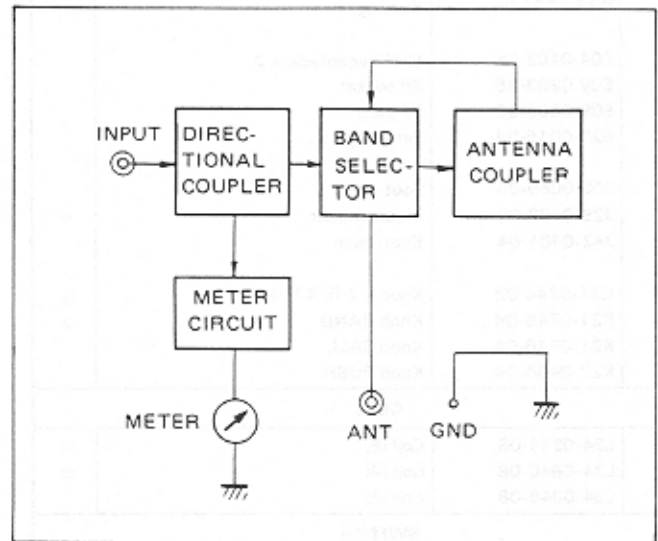 INPUT
DIREC-
TIONAL
COUPLER
BAND
SELEC-
TOR
ANTENNA
COUPLER
METER
CIRCUIT
METER
ANT
GND